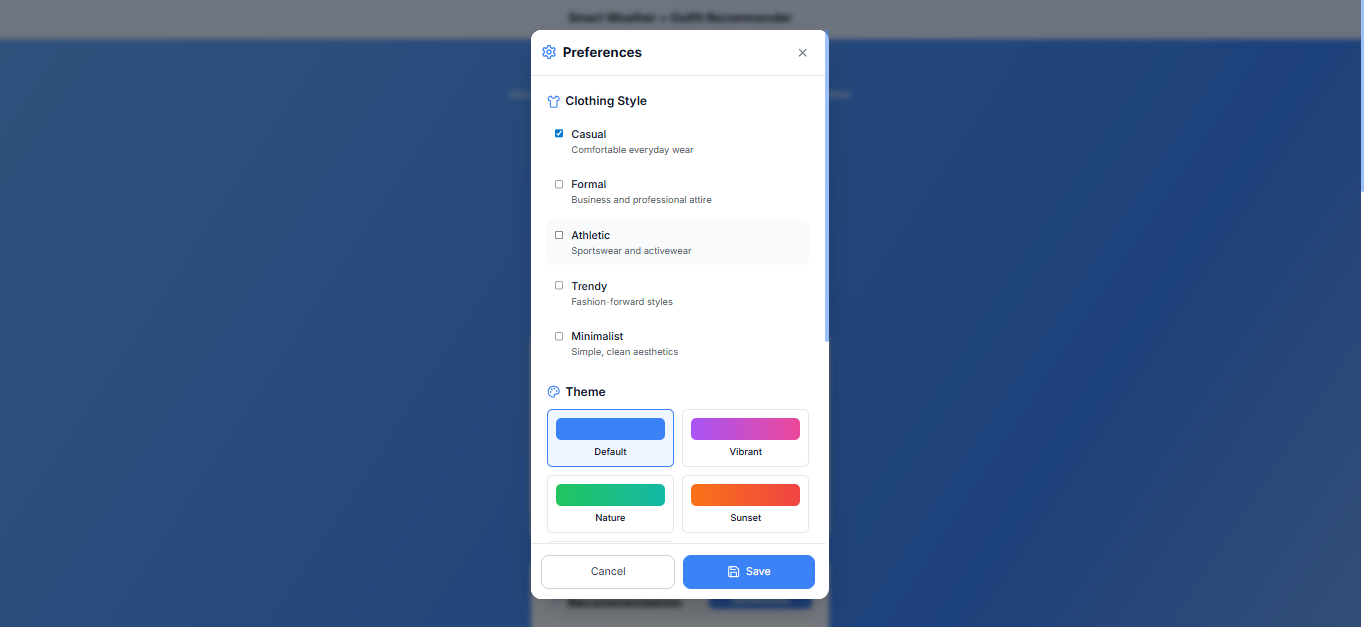 Smart Weather + Outfit Recommender
Preferences
Clothing Style
Casual
Comfortable everyday wear
Formal
Business and professional attire
Athletic
Sportswear and activewear
Trendy
Fashion-forward styles
Minimalist
Simple, clean aesthetics
Theme
Default
Vibrant
Nature
Sunset
Cancel
Save
Recommendation